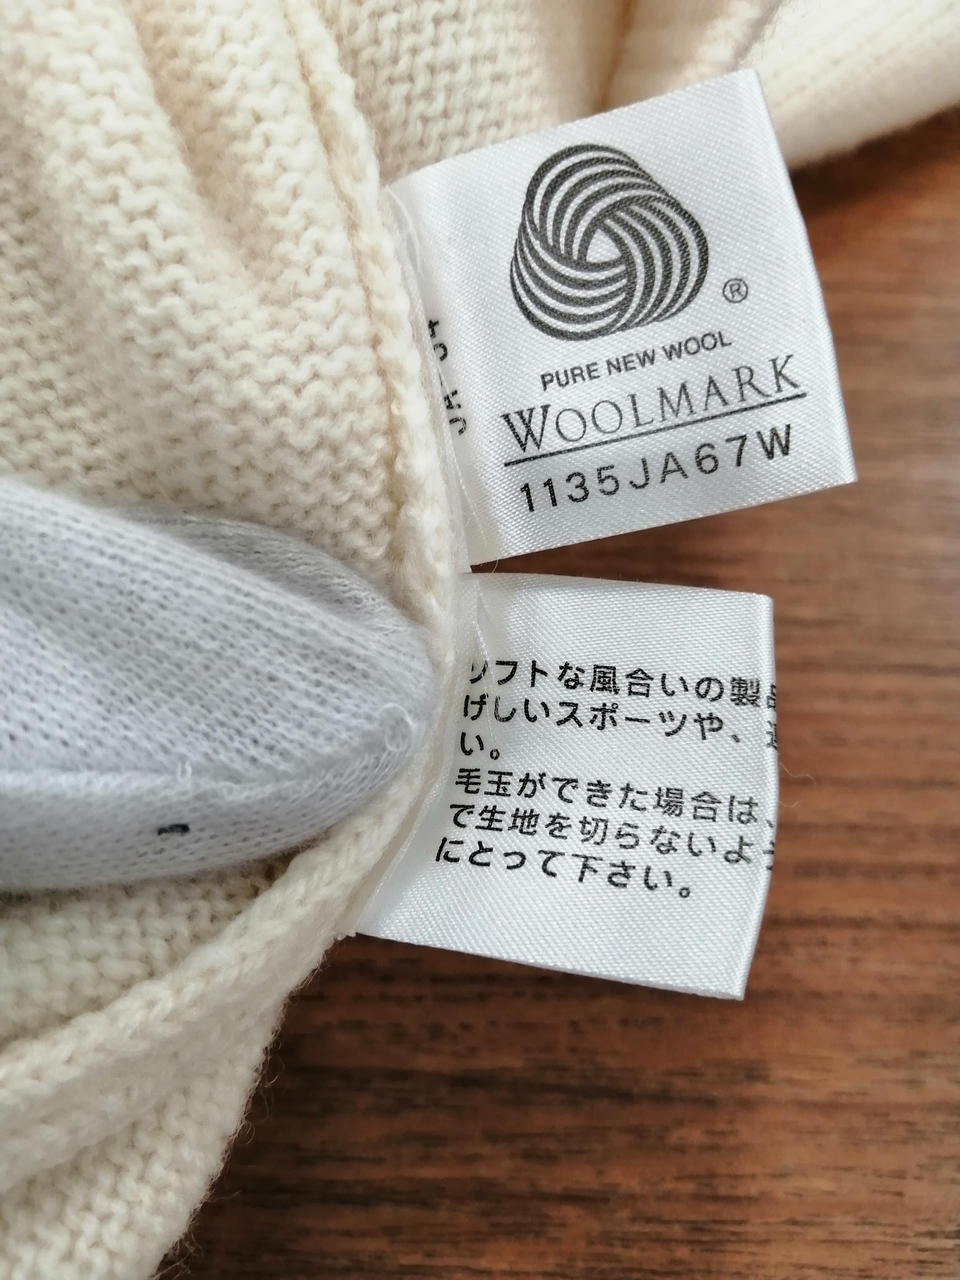 ®
PURE NEW WOOL
WOOLMARK
1135JA67W
ソフトな風合いの製品
げしいスポーツや、
い。
毛玉ができた場合は、
で生地を切らないよ
にとって下さい。